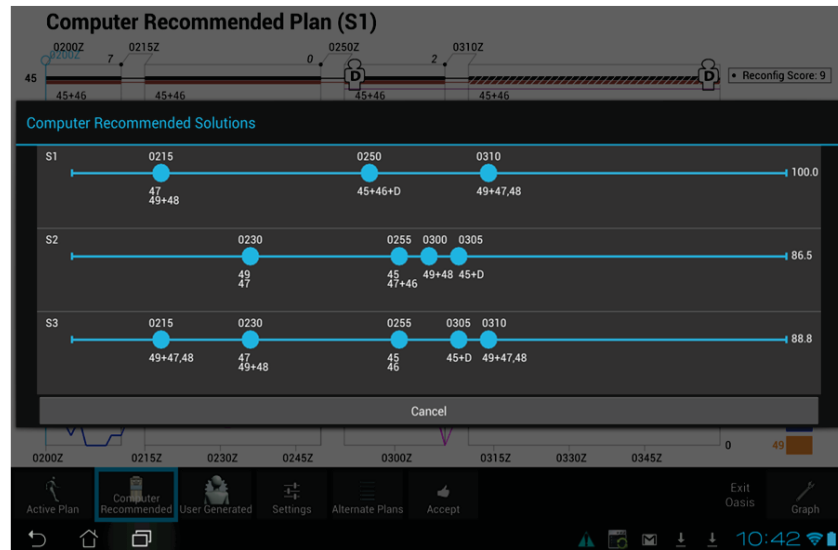 Computer Recommended Plan (S1)
0200Z 0215Z 0250Z 0310Z
0200Z 7 0 2
45 D D • Reconfig Score: 9
45+46 45+46 45+46 45+46
Computer Recommended Solutions
S1 0215 0250 0310
100.0
47 45+46+D 49+47,48
49+48
S2 0230 0255 0300 0305
86.5
49 45 49+48 45+D
47 47+46
S3 0215 0230 0255 0305 0310
88.8
49+47,48 47 45 45+D 49+47,48
49+48 46
Cancel
0 49
0200Z 0215Z 0230Z 0245Z 0300Z 0315Z 0330Z 0345Z
Active Plan Computer Recommended User Generated Settings Alternate Plans Accept Exit Oasis Graph
10:42